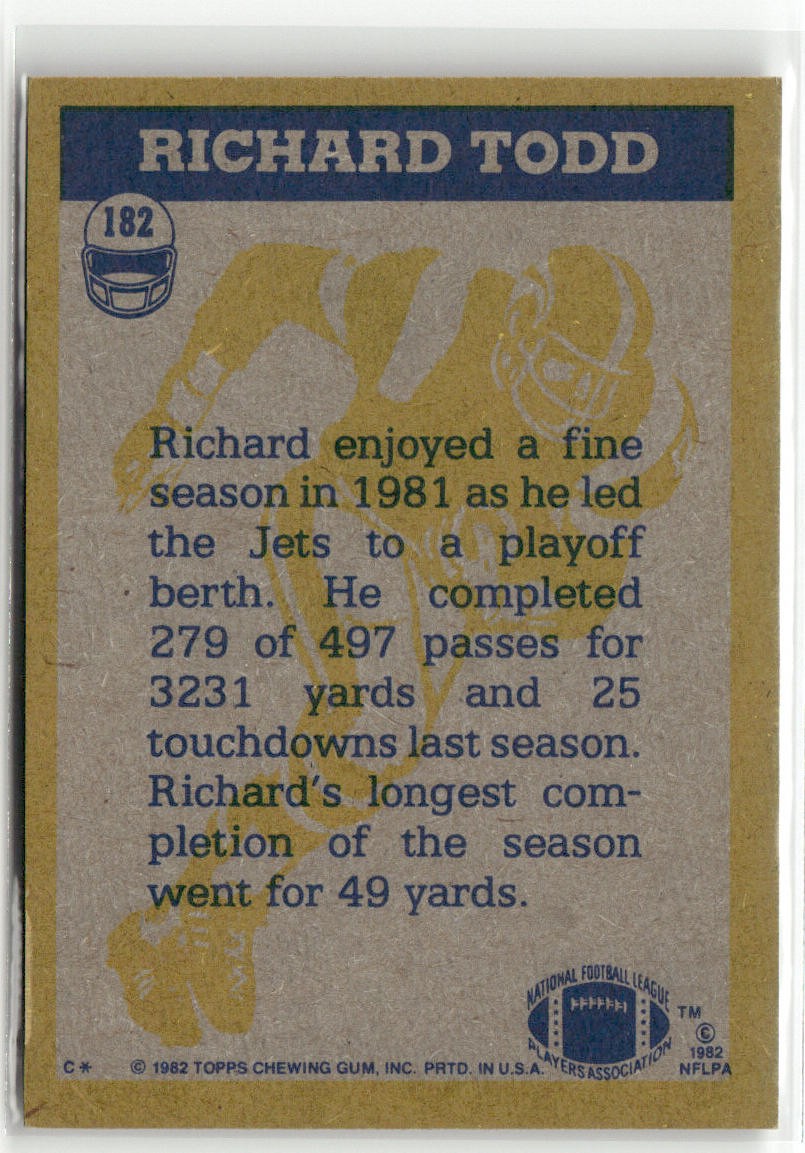 RICHARD TODD
182
Richard enjoyed a fine
season in 1981 as he led
the Jets to a playoff
berth. He completed
279 of 497 passes for
3231 yards and 25
touchdowns last season.
Richard's longest com-
pletion of the season
went for 49 yards.
NATIONAL FOOTBALL LEAGUE
PLAYERS ASSOCIATION
TM
©
1982
NFLPA
C* © 1982 TOPPS CHEWING GUM, INC. PRTD. IN U.S.A.